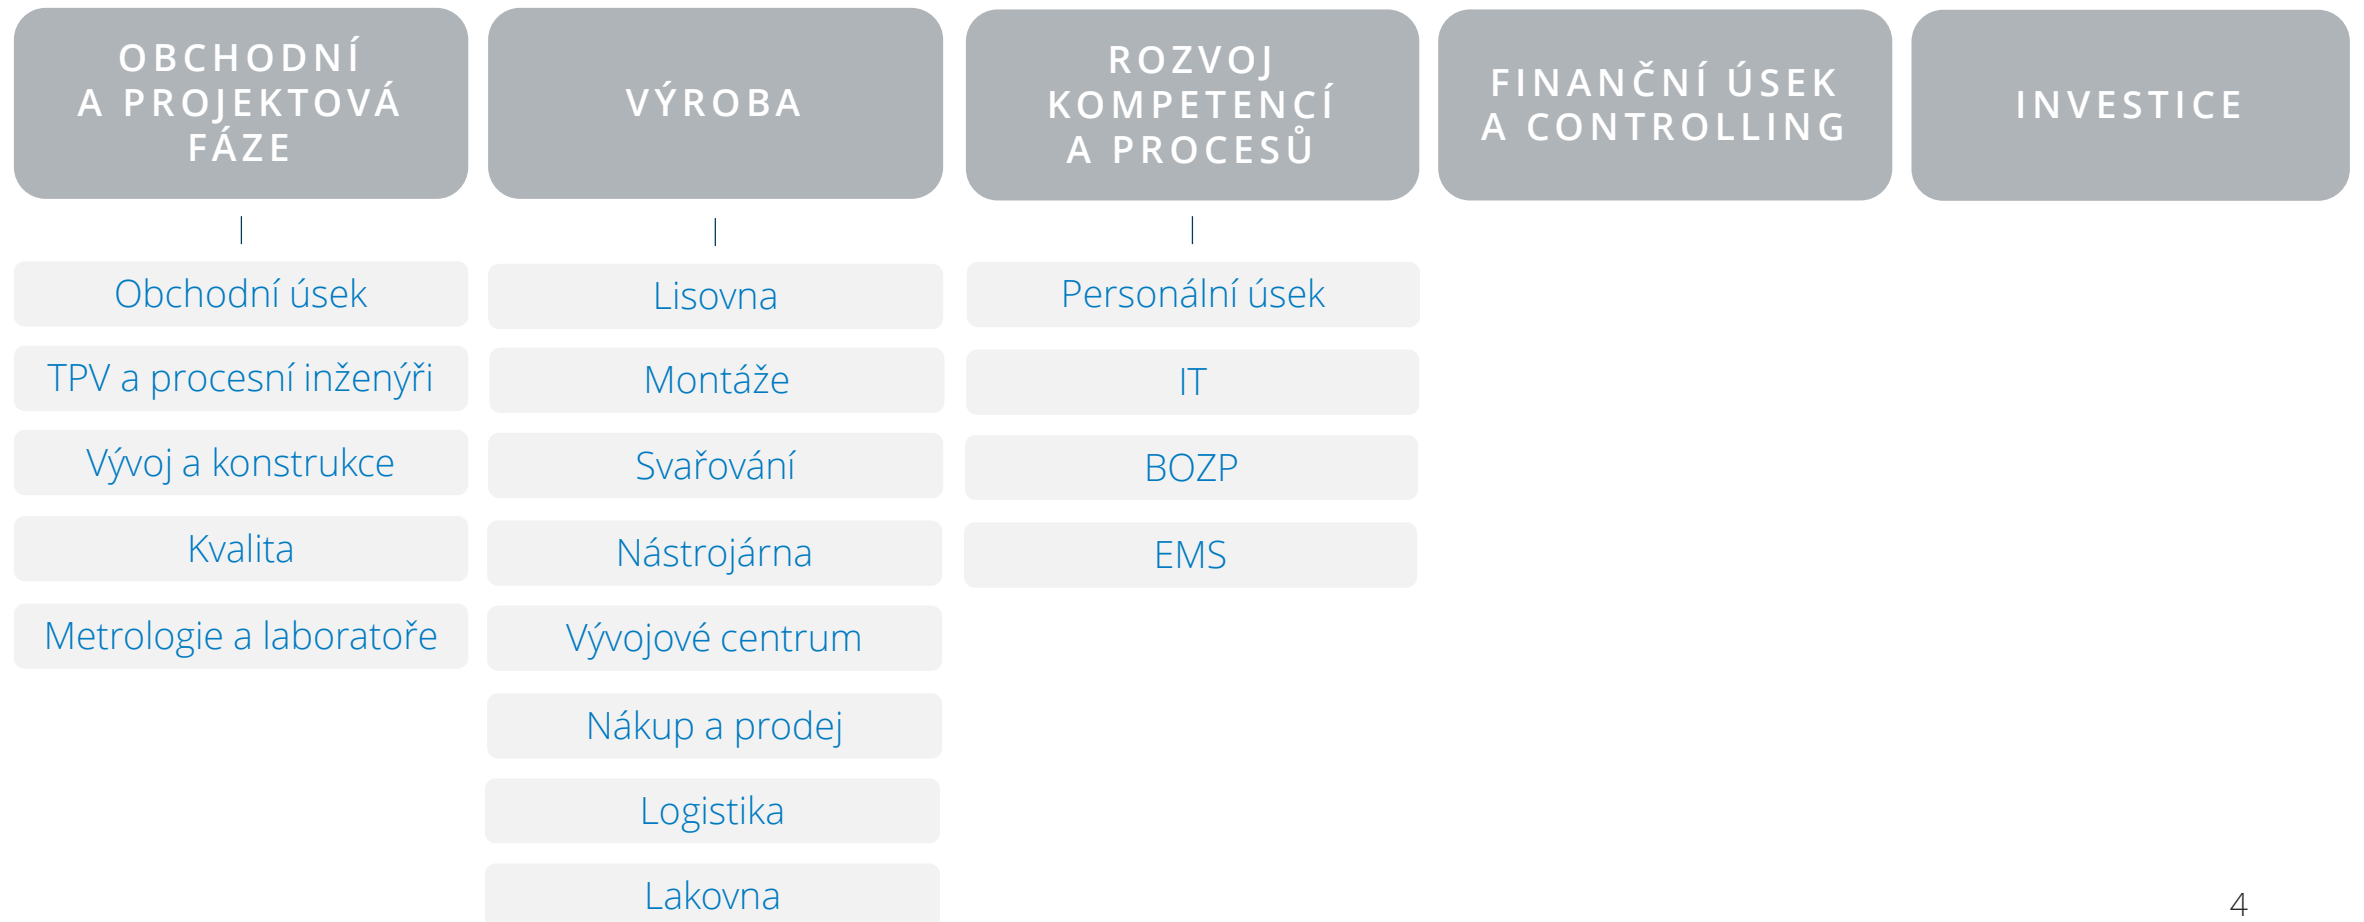 OBCHODNÍ
A PROJEKTOVÁ
FÁZE
Obchodní úsek
TPV a procesní inženýři
Vývoj a konstrukce
Kvalita
Metrologie a laboratoře
VÝROBA
Lisovna
Montáže
Svařování
Nástrojárna
Vývojové centrum
Nákup a prodej
Logistika
Lakovna
ROZVOJ
KOMPETENCÍ
A PROCESŮ
Personální úsek
IT
BOZP
EMS
FINANČNÍ ÚSEK
A CONTROLLING
INVESTICE
4